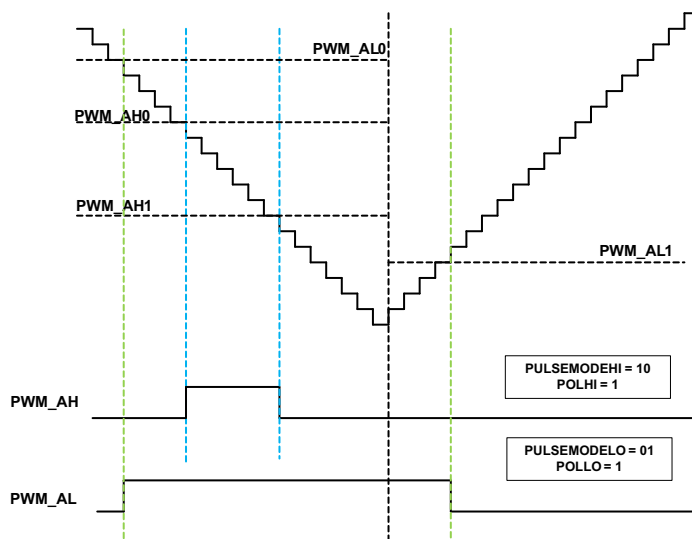 PWM_AL0
PWM_AH0
PWM_AH1
PWM_AL1
PULSEMODEHI = 10
POLHI = 1
PWM_AH
PULSEMODELO = 01
POLLO = 1
PWM_AL